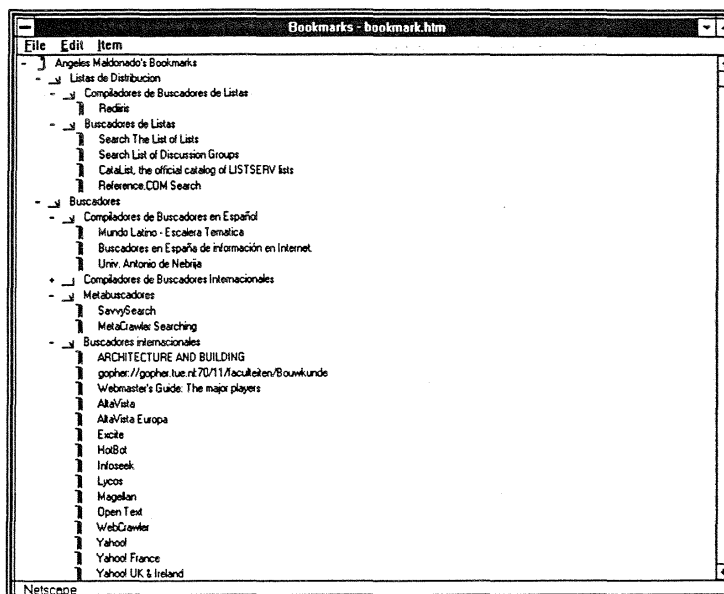 Bookmarks - bookmark.htm
File Edit Item
Angeles Maldonado's Bookmarks
Listas de Distribucion
Compiladores de Buscadores de Listas
Rediris
Buscadores de Listas
Search The List of Lists
Search List of Discussion Groups
CataList, the official catalog of LISTSERV lists
Reference.COM Search
Buscadores
Compiladores de Buscadores en Español
Mundo Latino - Escalera Tematica
Buscadores en España de información en Internet
Univ. Antonio de Nebrija
Compiladores de Buscadores Internacionales
Metabuscadores
SavvySearch
MetaCrawler Searching
Buscadores internacionales
ARCHITECTURE AND BUILDING
gopher://gopher.tue.nl:70/11/faculteiten/Bouwkunde
Webmaster's Guide: The major players
AltaVista
AltaVista Europa
Excite
HotBot
Infoseek
Lycos
Magellan
Open Text
WebCrawler
Yahoo!
Yahoo! France
Yahoo! UK & Ireland
Netscape